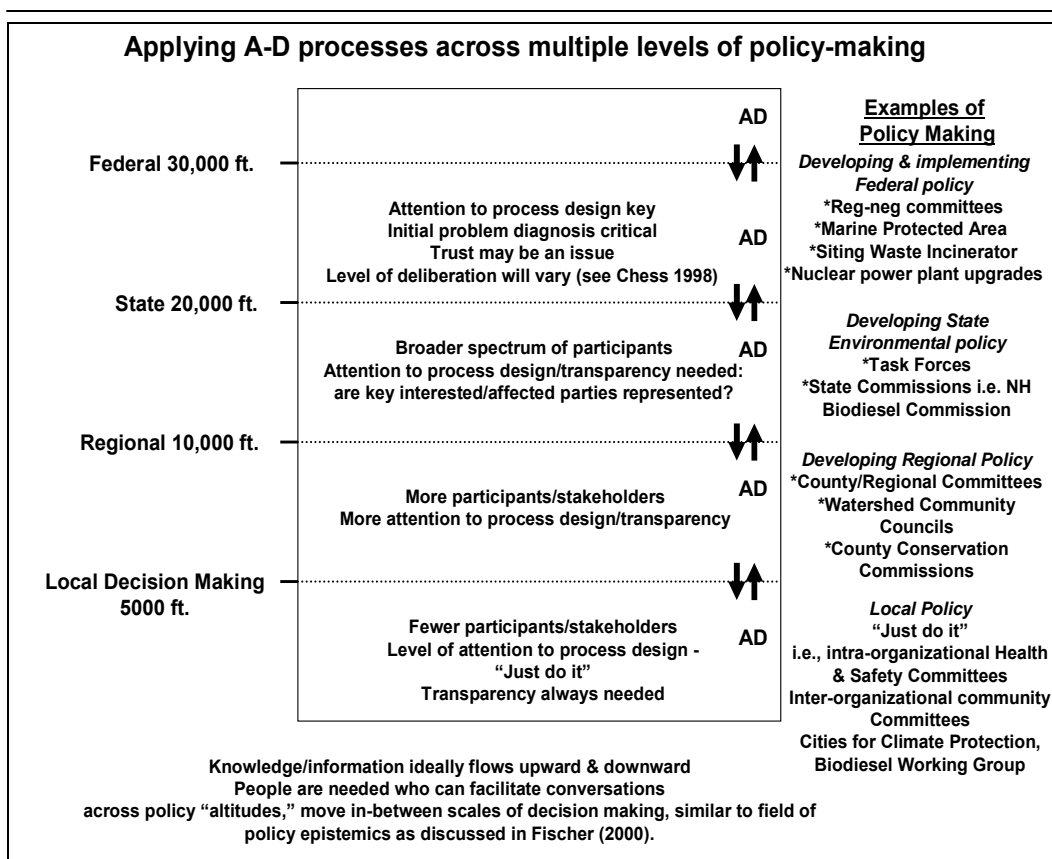 Applying A-D processes across multiple levels of policy-making
Federal 30,000 ft.
State 20,000 ft.
Regional 10,000 ft.
Local Decision Making
5000 ft.
AD
Attention to process design key
Initial problem diagnosis critical
Trust may be an issue
Level of deliberation will vary (see Chess 1998)
AD
Broader spectrum of participants
Attention to process design/transparency needed:
are key interested/affected parties represented?
AD
More participants/stakeholders
More attention to process design/transparency
AD
Fewer participants/stakeholders
Level of attention to process design -
“Just do it”
Transparency always needed
AD
Examples of
Policy Making
Developing & implementing
Federal policy
*Reg-neg committees
*Marine Protected Area
*Siting Waste Incinerator
*Nuclear power plant upgrades
Developing State
Environmental policy
*Task Forces
*State Commissions i.e. NH
Biodiesel Commission
Developing Regional Policy
*County/Regional Committees
*Watershed Community
Councils
*County Conservation
Commissions
Local Policy
“Just do it”
i.e., intra-organizational Health
& Safety Committees
Inter-organizational community
Committees
Cities for Climate Protection,
Biodiesel Working Group
Knowledge/information ideally flows upward & downward
People are needed who can facilitate conversations
across policy “altitudes,” move in-between scales of decision making, similar to field of
policy epistemics as discussed in Fischer (2000).